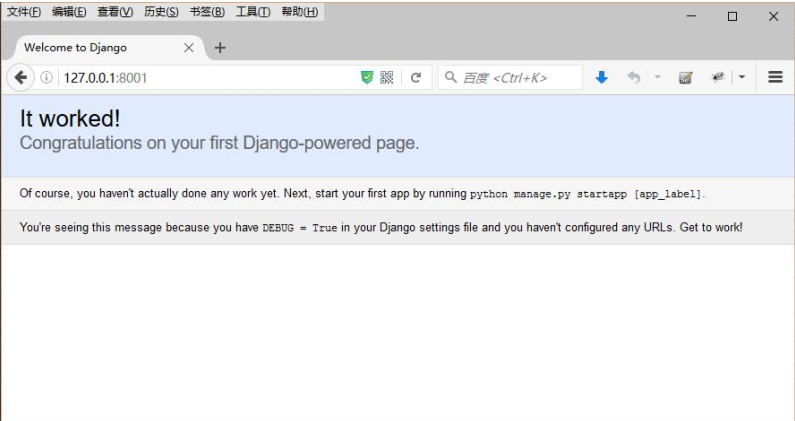 文件(F) 编辑(E) 查看(V) 历史(S) 书签(B) 工具(T) 帮助(H)
Welcome to Django
127.0.0.1:8001 百度 <Ctrl+K>
It worked!
Congratulations on your first Django-powered page.
Of course, you haven't actually done any work yet. Next, start your first app by running python manage.py startapp [app_label].
You're seeing this message because you have DEBUG = True in your Django settings file and you haven't configured any URLs. Get to work!